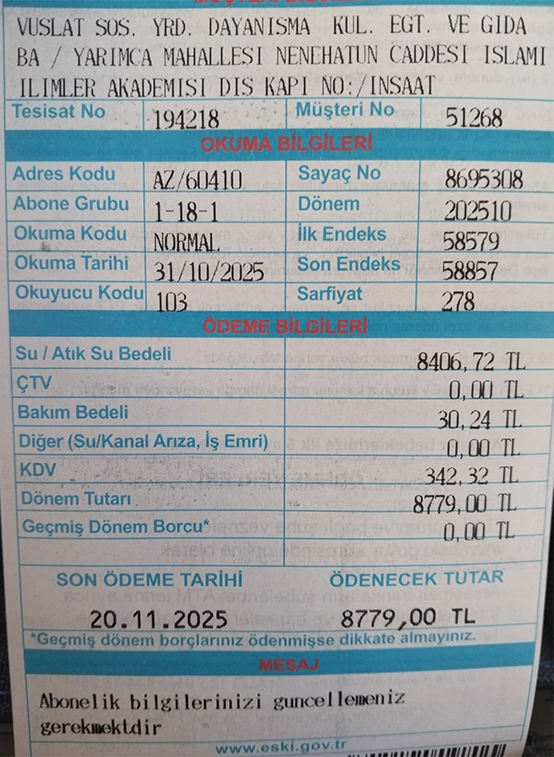 VUSLAT SOS. YRD. DAYANISMA KUL. EGT. VE GIDA
BA / YARIMCA MAHALLESİ NENEHATUN CADDESİ ISLAMI
ILIMLER AKADEMISI DIS KAPI NO:/INSAAT
Tesisat No 194218 Müşteri No 51268
OKUMA BİLGİLERİ
Adres Kodu AZ/60410 Sayaç No 8695308
Abone Grubu 1-18-1 Dönem 202510
Okuma Kodu NORMAL İlk Endeks 58579
Okuma Tarihi 31/10/2025 Son Endeks 58857
Okuyucu Kodu 103 Sarfiyat 278
ÖDEME BİLGİLERİ
Su / Atık Su Bedeli 8406,72 TL
ÇTV 0,00 TL
Bakım Bedeli 30,24 TL
Diğer (Su/Kanal Arıza, İş Emri) 0,00 TL
KDV 342,32 TL
Dönem Tutarı 8779,00 TL
Geçmiş Dönem Borcu* 0,00 TL
SON ÖDEME TARİHİ ÖDENECEK TUTAR
20.11.2025 8779,00 TL
*Geçmiş dönem borçlarınız ödenmişse dikkate almayınız.
MESAJ
Abonelik bilgilerinizi guncellemeniz
gerekmektdir
www.eski.gov.tr